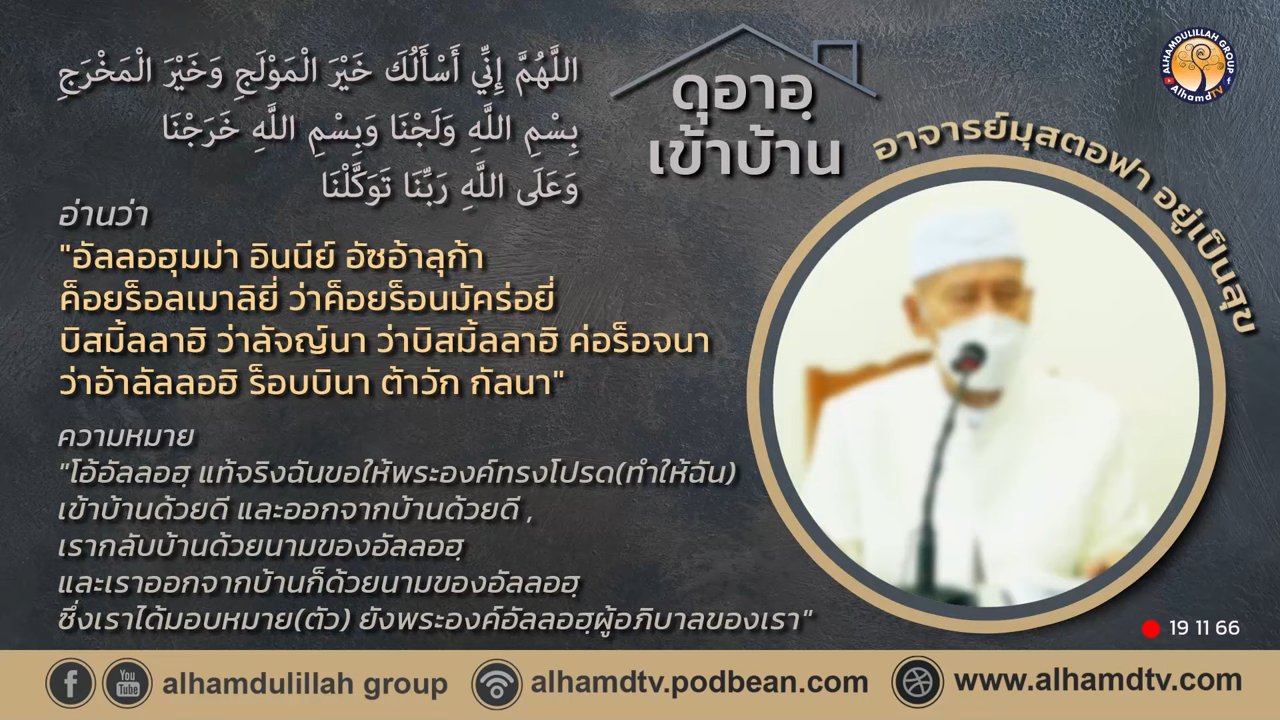 اللَّهُمَّ إِنِّي أَسْأَلُكَ خَيْرَ الْمَوْلَجِ وَخَيْرَ الْمَخْرَجِ
بِسْمِ اللَّهِ وَلَجْنَا وَبِسْمِ اللَّهِ خَرَجْنَا
وَعَلَى اللَّهِ رَبِّنَا تَوَكَّلْنَا
ดุอาอฺ
เข้าบ้าน
ALHAMDULILLAH GROUP
AlhamdTV
อาจารย์มุสตอฟา อยู่เป็นสุข
อ่านว่า
"อัลลอฮุมม่า อินนีย์ อัซอ้าลุก้า
ค็อยร็อลเมาลิยี่ ว่าค็อยร็อนมัคร่อยี่
บิสมิ้ลลาฮิ ว่าลัจญ์นา ว่าบิสมิ้ลลาฮิ ค่อร็อจนา
ว่าอ้าลัลลอฮิ ร็อบบินา ต้าวัก กัลนา"
ความหมาย
"โอ้อัลลอฮฺ แท้จริงฉันขอให้พระองค์ทรงโปรด(ทำให้ฉัน)
เข้าบ้านด้วยดี และออกจากบ้านด้วยดี ,
เรากลับบ้านด้วยนามของอัลลอฮฺ
และเราออกจากบ้านก็ด้วยนามของอัลลอฮฺ
ซึ่งเราได้มอบหมาย(ตัว) ยังพระองค์อัลลอฮฺผู้อภิบาลของเรา"
19 11 66
You Tube
alhamdulillah group
alhamdtv.podbean.com
www.alhamdtv.com